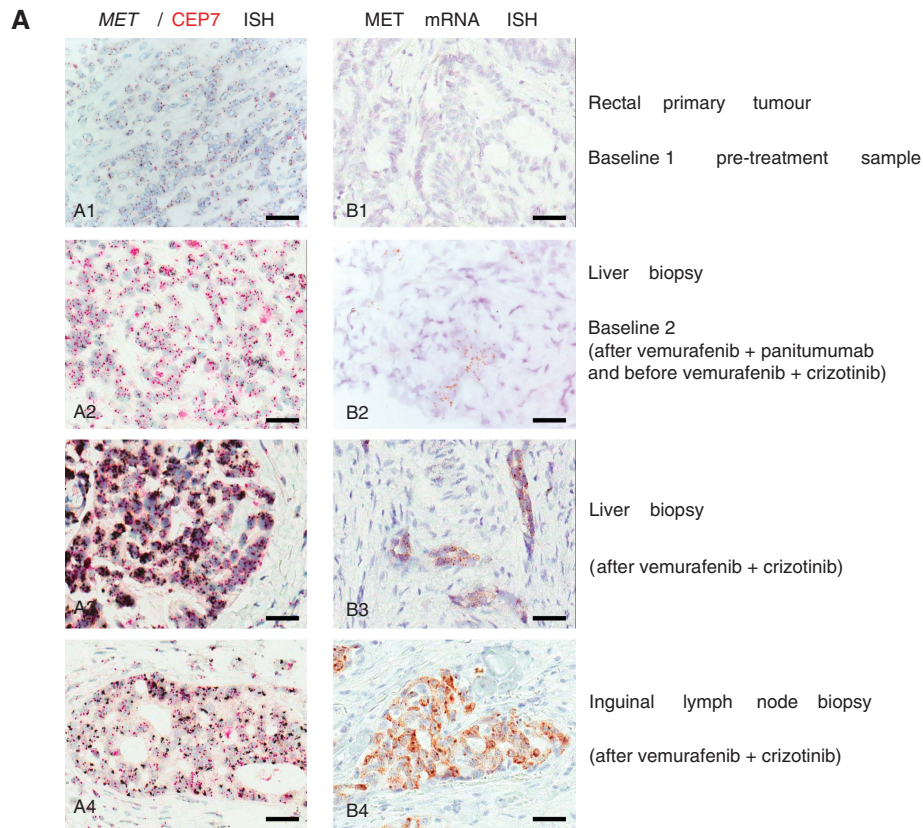 A
MET / CEP7 ISH
MET mRNA ISH
A1
B1
Rectal primary tumour
Baseline 1 pre-treatment sample
A2
B2
Liver biopsy
Baseline 2
(after vemurafenib + panitumumab
and before vemurafenib + crizotinib)
A3
B3
Liver biopsy
(after vemurafenib + crizotinib)
A4
B4
Inguinal lymph node biopsy
(after vemurafenib + crizotinib)